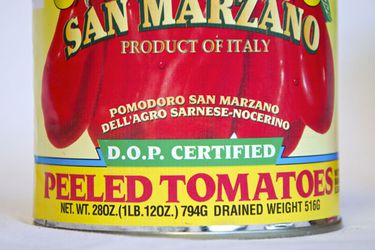 SAN MARZANO
PRODUCT OF ITALY
POMODORO SAN MARZANO
DELL'AGRO SARNESE-NOCERINO
D.O.P. CERTIFIED
PEELED TOMATOES
NET. WT. 28OZ.(1LB.12OZ.) 794G DRAINED WEIGHT 516G